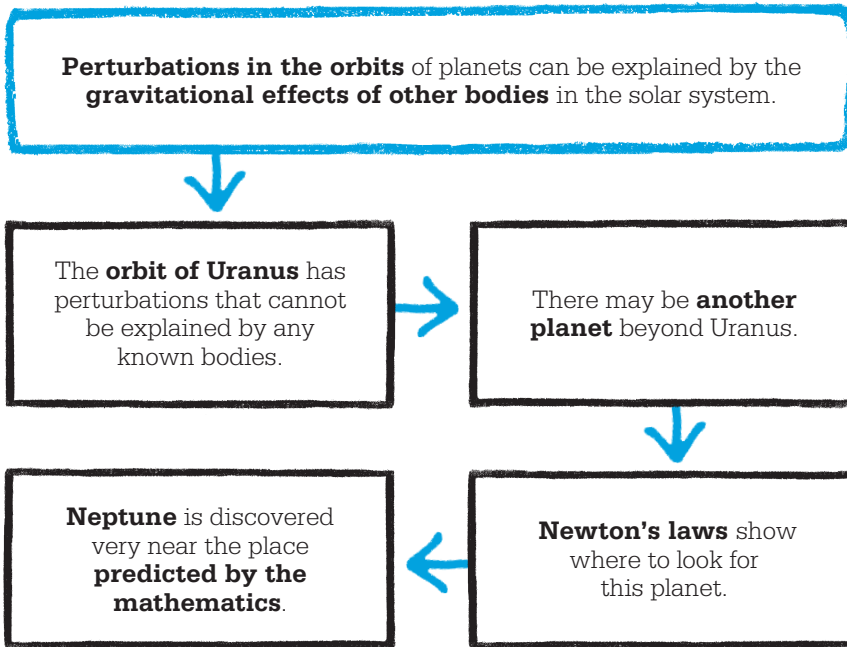 Perturbations in the orbits of planets can be explained by the
gravitational effects of other bodies in the solar system.
The orbit of Uranus has
perturbations that cannot
be explained by any
known bodies.
There may be another
planet beyond Uranus.
Newton’s laws show
where to look for
this planet.
Neptune is discovered
very near the place
predicted by the
mathematics.